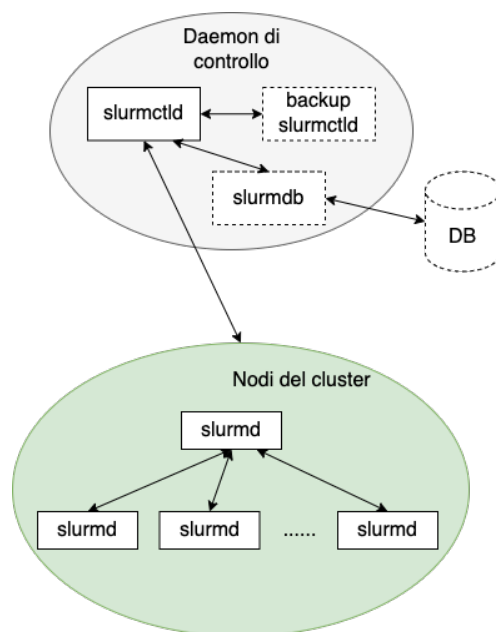 Daemon di
controllo
slurmctld
backup
slurmctld
slurmdb
DB
Nodi del cluster
slurmd
slurmd
slurmd
......
slurmd